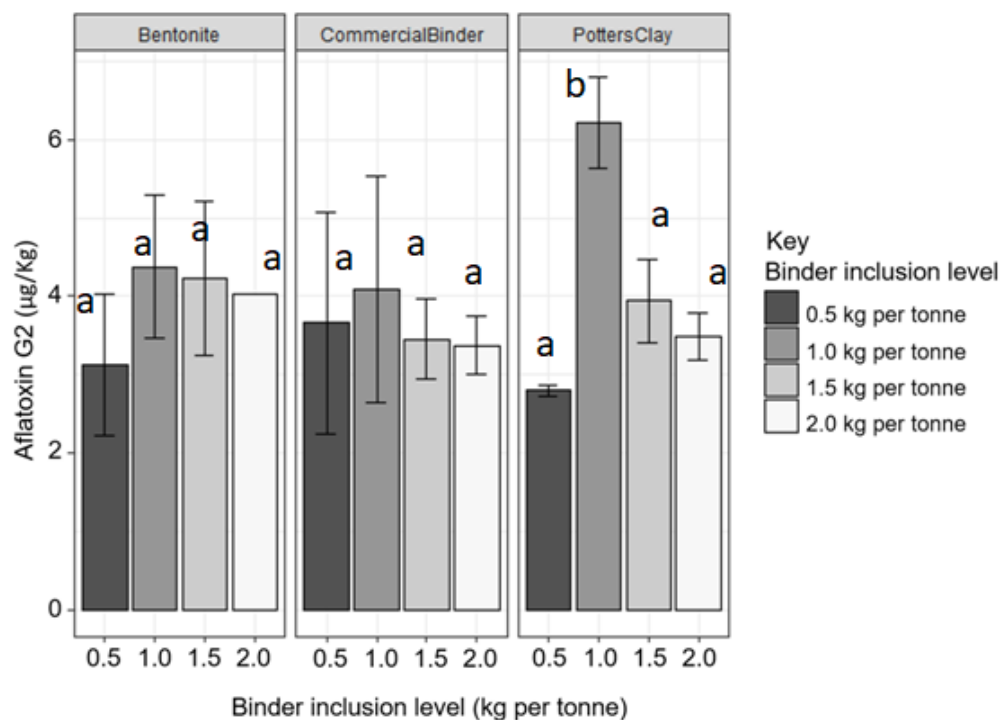 Bentonite
CommercialBinder
PottersClay
Aflatoxin G2 (µg/Kg)
6
4
2
0
a
a
a
a
a
a
a
a
b
a
a
0.5 1.0 1.5 2.0
0.5 1.0 1.5 2.0
0.5 1.0 1.5 2.0
Binder inclusion level (kg per tonne)
Key
Binder inclusion level
0.5 kg per tonne
1.0 kg per tonne
1.5 kg per tonne
2.0 kg per tonne